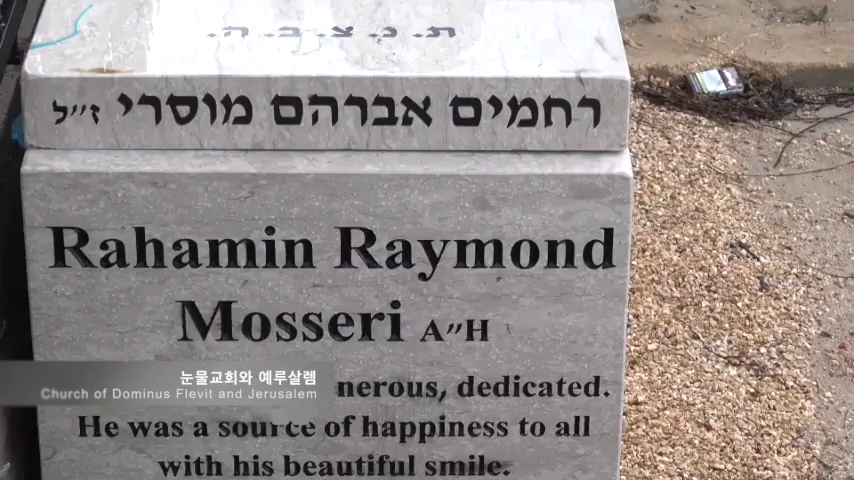 ת. נ. צ. ב. ה.
רחמים אברהם מוסרי ז״ל
Rahamin Raymond
Mosseri A״H
눈물교회와 예루살렘
Church of Dominus Flevit and Jerusalem
nerous, dedicated.
He was a source of happiness to all
with his beautiful smile.